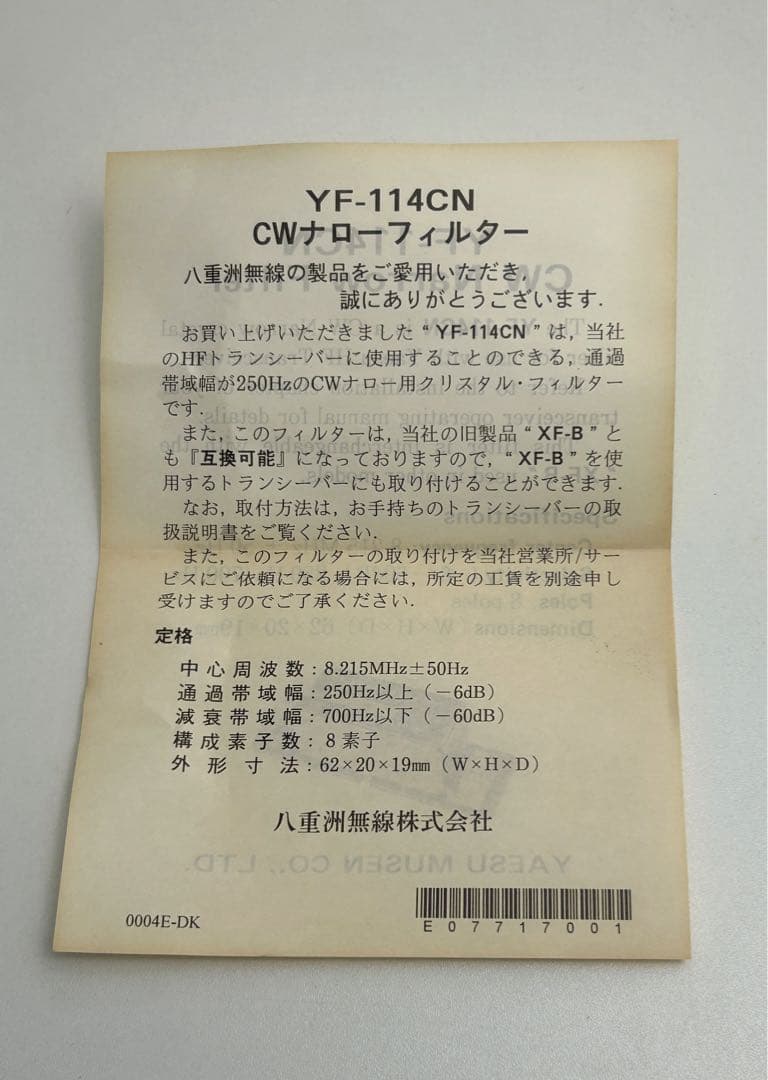 YF-114CN
CWナローフィルター
八重洲無線の製品をご愛用いただき,
誠にありがとうございます.
お買い上げいただきました“YF-114CN”は, 当社
のHFトランシーバーに使用することのできる, 通過
帯域幅が250HzのCWナロー用クリスタル・フィルター
です.
また, このフィルターは, 当社の旧製品“XF-B”と
も『互換可能』になっておりますので, “XF-B”を使
用するトランシーバーにも取り付けることができます.
なお, 取付方法は, お手持ちのトランシーバーの取
扱説明書をご覧ください.
また, このフィルターの取り付けを当社営業所/サー
ビスにご依頼になる場合には, 所定の工賃を別途申し
受けますのでご了承ください.
定格
中心周波数:8.215MHz±50Hz
通過帯域幅:250Hz以上(-6dB)
減衰帯域幅:700Hz以下(-60dB)
構成素子数:8素子
外形寸法:62×20×19mm(W×H×D)
八重洲無線株式会社
0004E-DK
E07717001